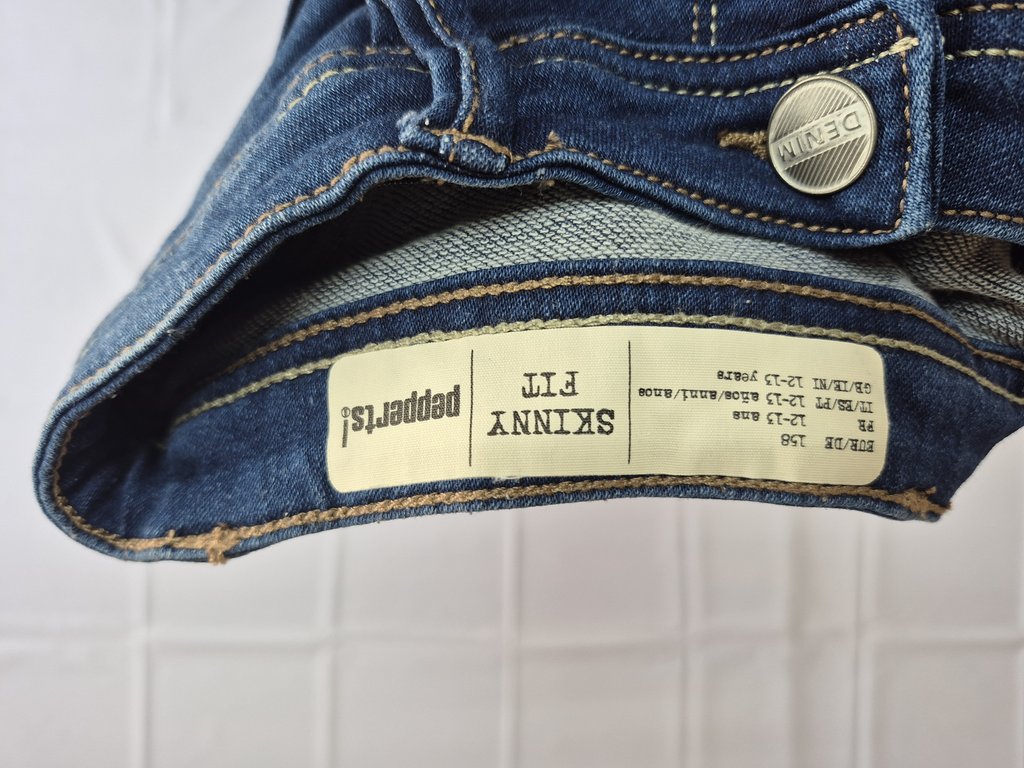 DENIM
EUR/DE 158
FR 12-13 ans
IT/ES/PT 12-13 años/anni/anos
GB/IE/NI 12-13 years
SKINNY
FIT
pepperts!